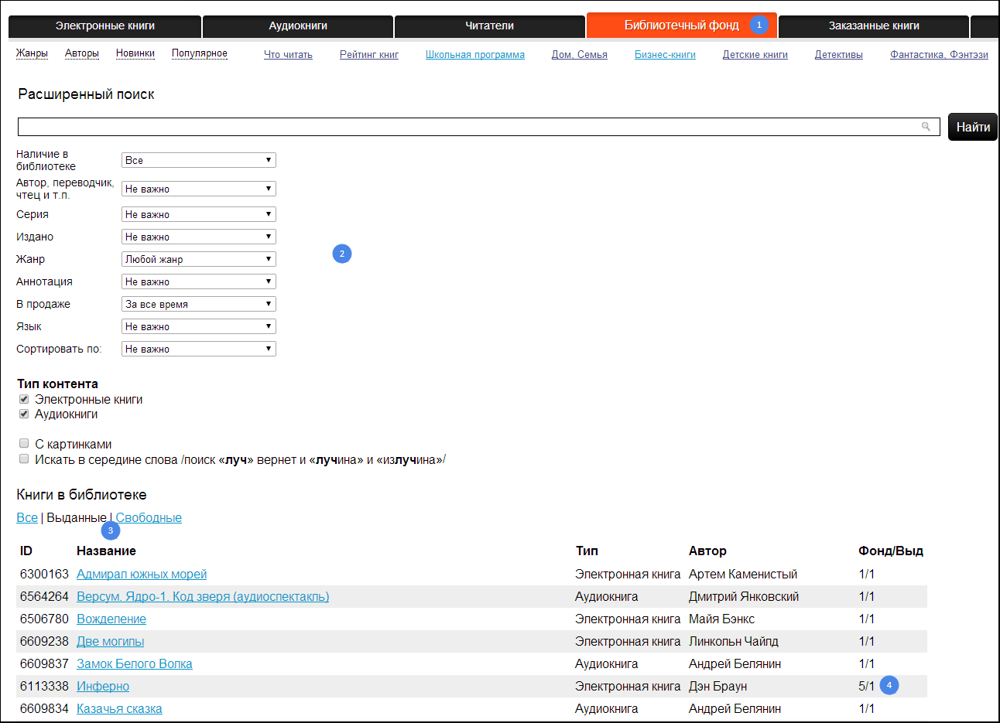 Электронные книги Аудиокниги Читатели Библиотечный фонд 1 Заказанные книги
Жанры Авторы Новинки Популярное Что читать Рейтинг книг Школьная программа Дом, Семья Бизнес-книги Детские книги Детективы Фантастика, Фэнтэзи
Расширенный поиск
Найти
Наличие в
библиотеке Все
Автор, переводчик,
чтец и т.п. Не важно
Серия Не важно
Издано Не важно
2
Жанр Любой жанр
Аннотация Не важно
В продаже За все время
Язык Не важно
Сортировать по: Не важно
Тип контента
Электронные книги
Аудиокниги
С картинками
Искать в середине слова /поиск «луч» вернет и «лучина» и «излучина»/
Книги в библиотеке
Все | Выданные | Свободные
3
ID Название Тип Автор Фонд/Выд
6300163 Адмирал южных морей Электронная книга Артем Каменистый 1/1
6564264 Версум. Ядро-1. Код зверя (аудиоспектакль) Аудиокнига Дмитрий Янковский 1/1
6506780 Вожделение Электронная книга Майя Бэнкс 1/1
6609238 Две могилы Электронная книга Линкольн Чайлд 1/1
6609837 Замок Белого Волка Аудиокнига Андрей Белянин 1/1
6113338 Инферно Электронная книга Дэн Браун 5/1 4
6609834 Казачья сказка Аудиокнига Андрей Белянин 1/1